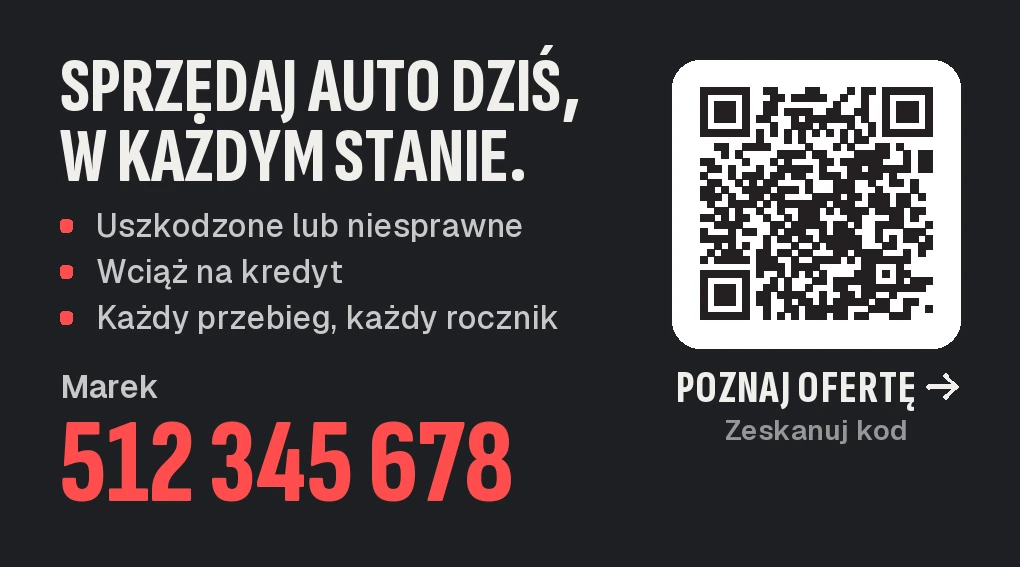 SPRZEDAJ AUTO DZIŚ,
W KAŻDYM STANIE.
Uszkodzone lub niesprawne
Wciąż na kredyt
Każdy przebieg, każdy rocznik
Marek
512 345 678
POZNAJ OFERTĘ →
Zeskanuj kod